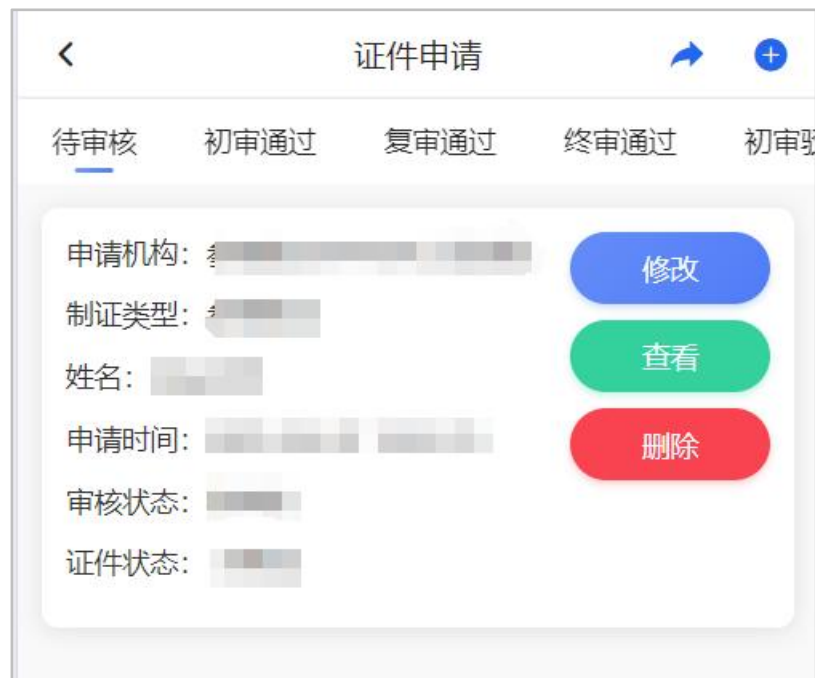 证件申请
待审核 初审通过 复审通过 终审通过 初审
申请机构：
修改
制证类型：
查看
姓名：
申请时间：
删除
审核状态：
证件状态：